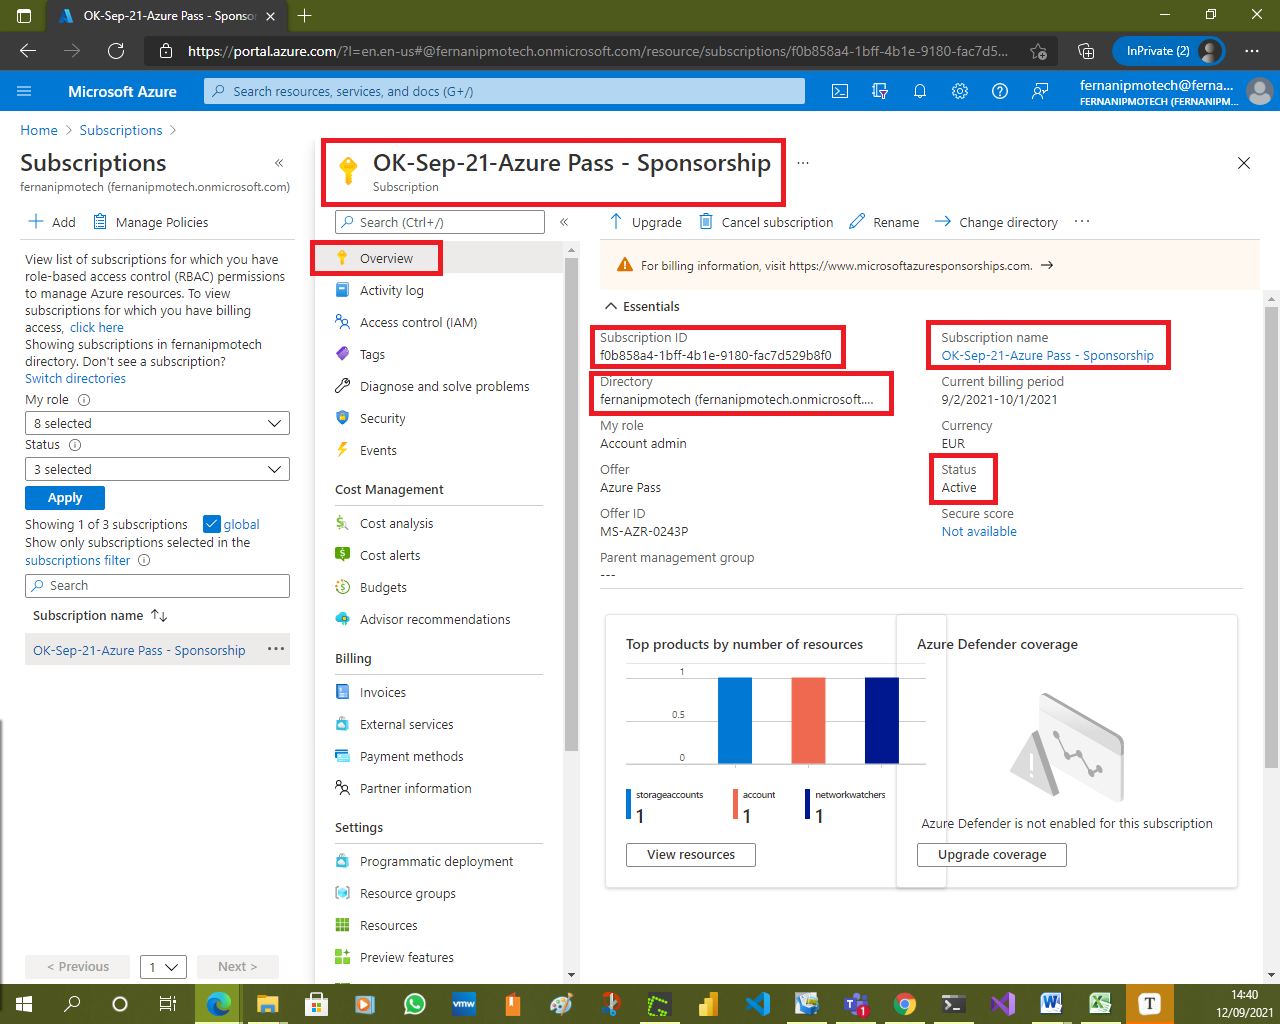 OK-Sep-21-Azure Pass - Sponsor
https://portal.azure.com/?l=en.en-us#@fernanipmotech.onmicrosoft.com/resource/subscriptions/f0b858a4-1bff-4b1e-9180-fac7d5...
InPrivate (2)
Microsoft Azure
Search resources, services, and docs (G+/)
fernanipmotech@ferna...
FERNANIPMOTECH (FERNANIPM...
Home > Subscriptions >
Subscriptions
fernanipmotech (fernanipmotech.onmicrosoft.com)
+ Add
Manage Policies
View list of subscriptions for which you have
role-based access control (RBAC) permissions
to manage Azure resources. To view
subscriptions for which you have billing
access, click here
Showing subscriptions in fernanipmotech
directory. Don't see a subscription?
Switch directories
My role
8 selected
Status
3 selected
Apply
Showing 1 of 3 subscriptions
global
Show only subscriptions selected in the
subscriptions filter
Search
Subscription name
OK-Sep-21-Azure Pass - Sponsorship
...
< Previous
1
Next >
OK-Sep-21-Azure Pass - Sponsorship
...
Subscription
Search (Ctrl+/)
Overview
Activity log
Access control (IAM)
Tags
Diagnose and solve problems
Security
Events
Cost Management
Cost analysis
Cost alerts
Budgets
Advisor recommendations
Billing
Invoices
External services
Payment methods
Partner information
Settings
Programmatic deployment
Resource groups
Resources
Preview features
Upgrade
Cancel subscription
Rename
Change directory
...
For billing information, visit https://www.microsoftazuresponsorships.com.
Essentials
Subscription ID
f0b858a4-1bff-4b1e-9180-fac7d529b8f0
Directory
fernanipmotech (fernanipmotech.onmicrosoft....
My role
Account admin
Offer
Azure Pass
Offer ID
MS-AZR-0243P
Parent management group
---
Subscription name
OK-Sep-21-Azure Pass - Sponsorship
Current billing period
9/2/2021-10/1/2021
Currency
EUR
Status
Active
Secure score
Not available
Top products by number of resources
1
0.5
0
storageaccounts
1
account
1
networkwatchers
1
View resources
Azure Defender coverage
Azure Defender is not enabled for this subscription
Upgrade coverage
vmw
1
T
14:40
12/09/2021